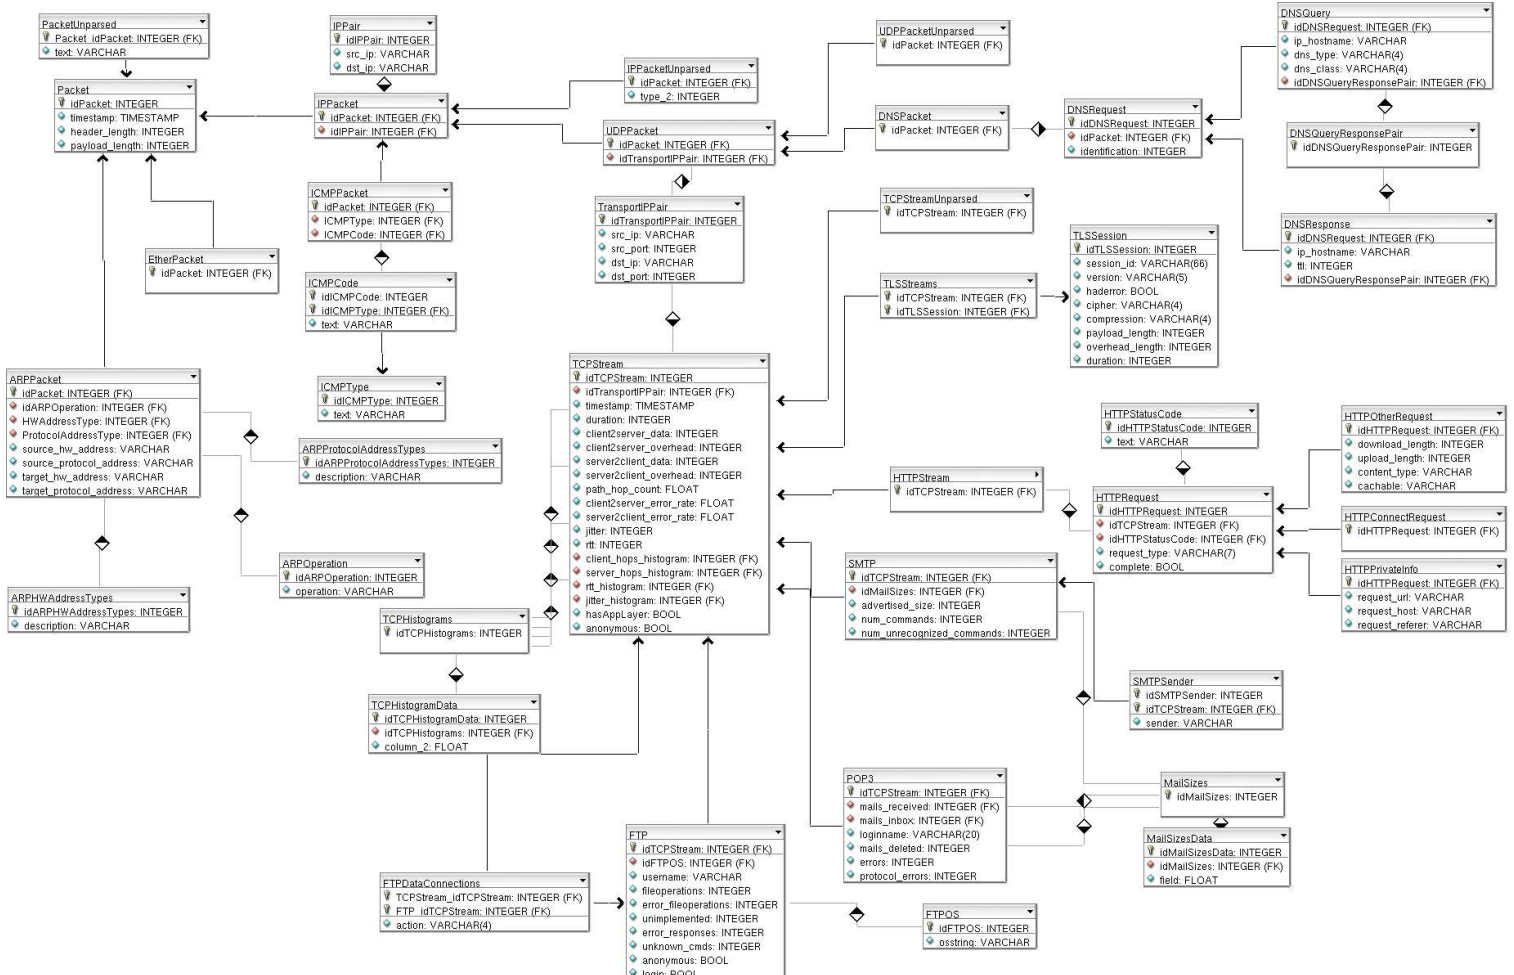 PacketUnparsed
Packet_idPacket: INTEGER (FK)
text: VARCHAR
Packet
idPacket: INTEGER
timestamp: TIMESTAMP
header_length: INTEGER
payload_length: INTEGER
IPPair
idIPPair: INTEGER
src_ip: VARCHAR
dst_ip: VARCHAR
IPPacket
idPacket: INTEGER (FK)
idIPPair: INTEGER (FK)
IPPacketUnparsed
idPacket: INTEGER (FK)
type_2: INTEGER
UDPPacket
idPacket: INTEGER (FK)
idTransportIPPair: INTEGER (FK)
UDPPacketUnparsed
idPacket: INTEGER (FK)
DNSPacket
idPacket: INTEGER (FK)
DNSRequest
idDNSRequest: INTEGER
idPacket: INTEGER (FK)
identification: INTEGER
DNSQuery
idDNSRequest: INTEGER (FK)
ip_hostname: VARCHAR
dns_type: VARCHAR(4)
dns_class: VARCHAR(4)
idDNSQueryResponsePair: INTEGER (FK)
DNSQueryResponsePair
idDNSQueryResponsePair: INTEGER
DNSResponse
idDNSRequest: INTEGER (FK)
ip_hostname: VARCHAR
ttl: INTEGER
idDNSQueryResponsePair: INTEGER (FK)
ICMPPacket
idPacket: INTEGER (FK)
ICMPType: INTEGER (FK)
ICMPCode: INTEGER (FK)
EtherPacket
idPacket: INTEGER (FK)
ICMPCode
idICMPCode: INTEGER
idICMPType: INTEGER (FK)
text: VARCHAR
ICMPType
idICMPType: INTEGER
text: VARCHAR
TransportIPPair
idTransportIPPair: INTEGER
src_ip: VARCHAR
src_port: INTEGER
dst_ip: VARCHAR
dst_port: INTEGER
TCPStreamUnparsed
idTCPStream: INTEGER (FK)
TLSStreams
idTCPStream: INTEGER (FK)
idTLSSession: INTEGER (FK)
TLSSession
idTLSSession: INTEGER
session_id: VARCHAR(66)
version: VARCHAR(5)
haderror: BOOL
cipher: VARCHAR(4)
compression: VARCHAR(4)
payload_length: INTEGER
overhead_length: INTEGER
duration: INTEGER
ARPPacket
idPacket: INTEGER (FK)
idARPOperation: INTEGER (FK)
HWAddressType: INTEGER (FK)
ProtocolAddressType: INTEGER (FK)
source_hw_address: VARCHAR
source_protocol_address: VARCHAR
target_hw_address: VARCHAR
target_protocol_address: VARCHAR
ARPProtocolAddressTypes
idARPProtocolAddressTypes: INTEGER
description: VARCHAR
ARPOperation
idARPOperation: INTEGER
operation: VARCHAR
ARPHWAddressTypes
idARPHWAddressTypes: INTEGER
description: VARCHAR
TCPStream
idTCPStream: INTEGER
idTransportIPPair: INTEGER (FK)
timestamp: TIMESTAMP
duration: INTEGER
client2server_data: INTEGER
client2server_overhead: INTEGER
server2client_data: INTEGER
server2client_overhead: INTEGER
path_hop_count: FLOAT
client2server_error_rate: FLOAT
server2client_error_rate: FLOAT
jitter: INTEGER
rtt: INTEGER
client_hops_histogram: INTEGER (FK)
server_hops_histogram: INTEGER (FK)
rtt_histogram: INTEGER (FK)
jitter_histogram: INTEGER (FK)
hasAppLayer: BOOL
anonymous: BOOL
HTTPStatusCode
idHTTPStatusCode: INTEGER
text: VARCHAR
HTTPStream
idTCPStream: INTEGER (FK)
HTTPRequest
idHTTPRequest: INTEGER
idTCPStream: INTEGER (FK)
idHTTPStatusCode: INTEGER (FK)
request_type: VARCHAR(7)
complete: BOOL
HTTPOtherRequest
idHTTPRequest: INTEGER (FK)
download_length: INTEGER
upload_length: INTEGER
content_type: VARCHAR
cachable: VARCHAR
HTTPConnectRequest
idHTTPRequest: INTEGER (FK)
HTTPPrivateInfo
idHTTPRequest: INTEGER (FK)
request_url: VARCHAR
request_host: VARCHAR
request_referer: VARCHAR
SMTP
idTCPStream: INTEGER (FK)
idMailSizes: INTEGER (FK)
advertised_size: INTEGER
num_commands: INTEGER
num_unrecognized_commands: INTEGER
TCPHistograms
idTCPHistograms: INTEGER
TCPHistogramData
idTCPHistogramData: INTEGER
idTCPHistograms: INTEGER (FK)
column_2: FLOAT
SMTPSender
idSMTPSender: INTEGER
idTCPStream: INTEGER (FK)
sender: VARCHAR
POP3
idTCPStream: INTEGER (FK)
mails_received: INTEGER (FK)
mails_inbox: INTEGER (FK)
loginname: VARCHAR(20)
mails_deleted: INTEGER
errors: INTEGER
protocol_errors: INTEGER
MailSizes
idMailSizes: INTEGER
MailSizesData
idMailSizesData: INTEGER
idMailSizes: INTEGER (FK)
field: FLOAT
FTPDataConnections
TCPStream_idTCPStream: INTEGER (FK)
FTP_idTCPStream: INTEGER (FK)
action: VARCHAR(4)
FTP
idTCPStream: INTEGER (FK)
idFTPOS: INTEGER (FK)
username: VARCHAR
fileoperations: INTEGER
error_fileoperations: INTEGER
unimplemented: INTEGER
error_responses: INTEGER
unknown_cmds: INTEGER
anonymous: BOOL
login: BOOL
FTPOS
idFTPOS: INTEGER
osstring: VARCHAR